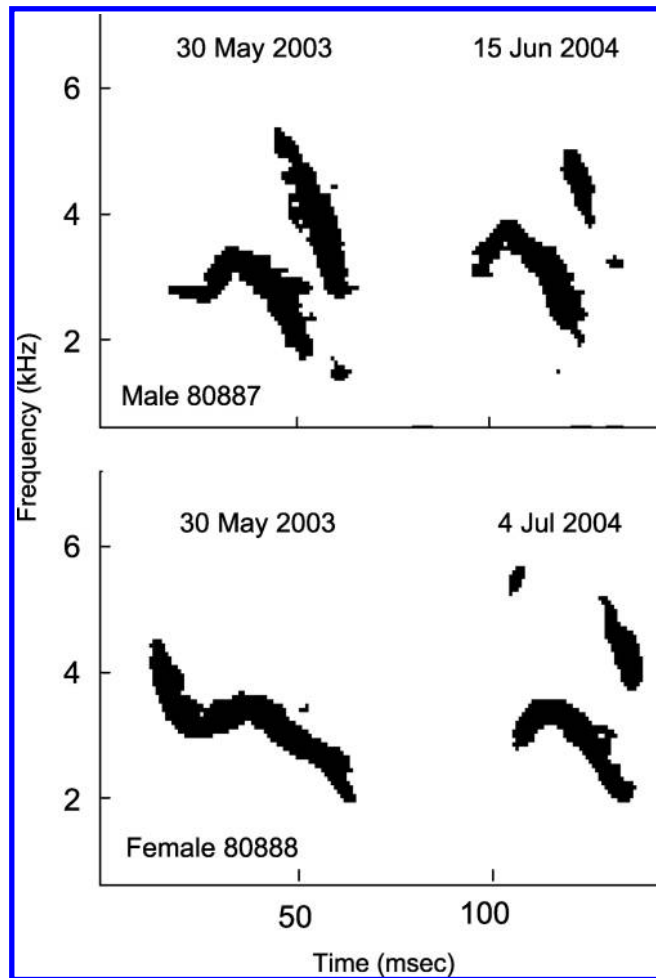 30 May 2003
15 Jun 2004
6
4
2
Male 80887
Frequency (kHz)
30 May 2003
4 Jul 2004
6
4
2
Female 80888
50
100
Time (msec)